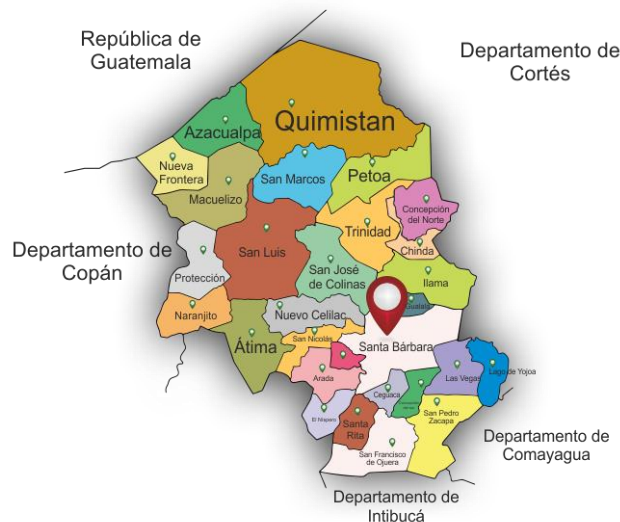 República de
Guatemala
Departamento de
Cortés
Quimistan
Azacualpa
Nueva
Frontera
San Marcos
Petoa
Macuelizo
Concepción
del Norte
Trinidad
Chinda
Departamento de
Copán
San Luis
Protección
San José
de Colinas
Ilama
Naranjito
Nuevo Celilac
Gualala
San Nicolás
Átima
Santa Bárbara
Arada
Las Vegas
Lago de Yojoa
Ceguaca
San Pedro
Zacapa
El Níspero
Santa
Rita
San Francisco
de Ojuera
Departamento de
Comayagua
Departamento de
Intibucá